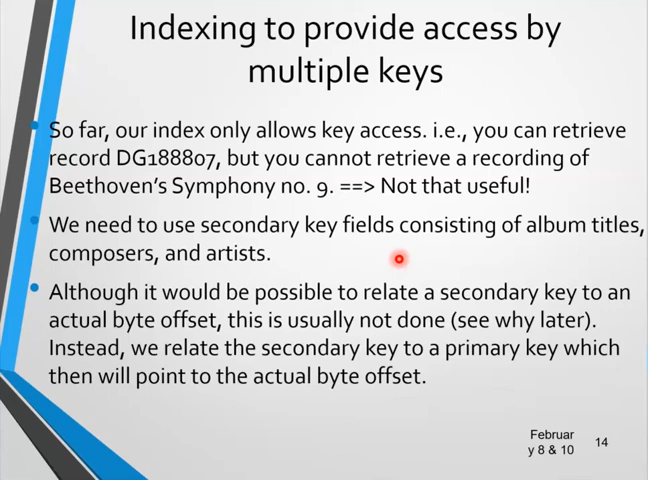 Indexing to provide access by
multiple keys
So far, our index only allows key access. i.e., you can retrieve
record DG188807, but you cannot retrieve a recording of
Beethoven's Symphony no. 9. ==> Not that useful!
We need to use secondary key fields consisting of album titles,
composers, and artists.
Although it would be possible to relate a secondary key to an
actual byte offset, this is usually not done (see why later).
Instead, we relate the secondary key to a primary key which
then will point to the actual byte offset.
Februar
y 8 & 10
14